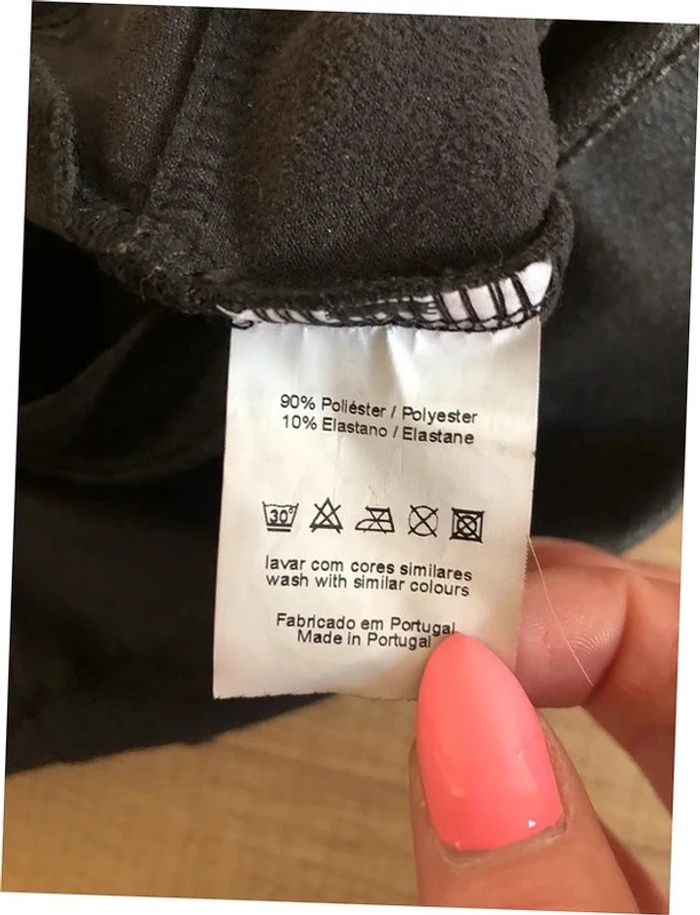 90% Poliéster / Polyester
10% Elastano / Elastane
30°
lavar com cores similares
wash with similar colours
Fabricado em Portugal
Made in Portugal